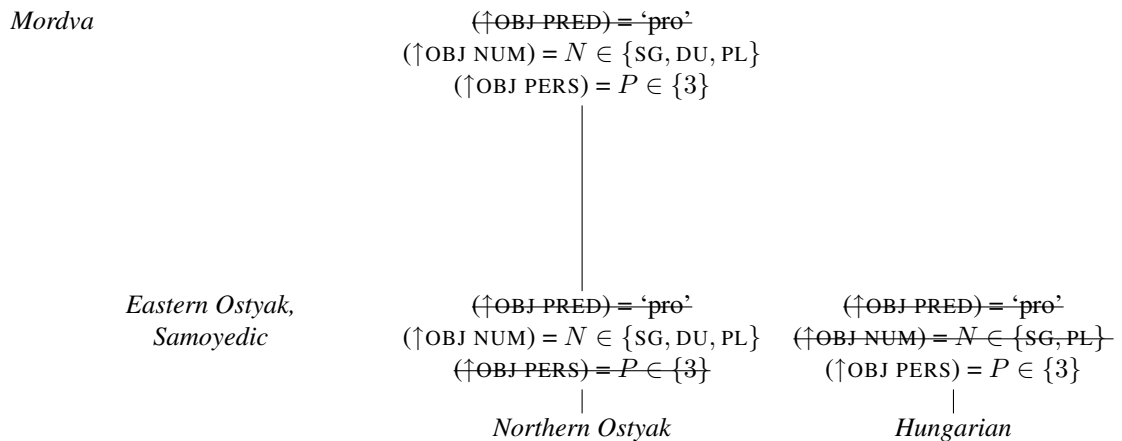 Mordva
(↑OBJ PRED) = ‘pro’
(↑OBJ NUM) = N ∈ {SG, DU, PL}
(↑OBJ PERS) = P ∈ {3}
Eastern Ostyak,
Samoyedic
(↑OBJ PRED) = ‘pro’
(↑OBJ NUM) = N ∈ {SG, DU, PL}
(↑OBJ PERS) = P ∈ {3}
Northern Ostyak
(↑OBJ PRED) = ‘pro’
(↑OBJ NUM) = N ∈ {SG, PL}
(↑OBJ PERS) = P ∈ {3}
Hungarian